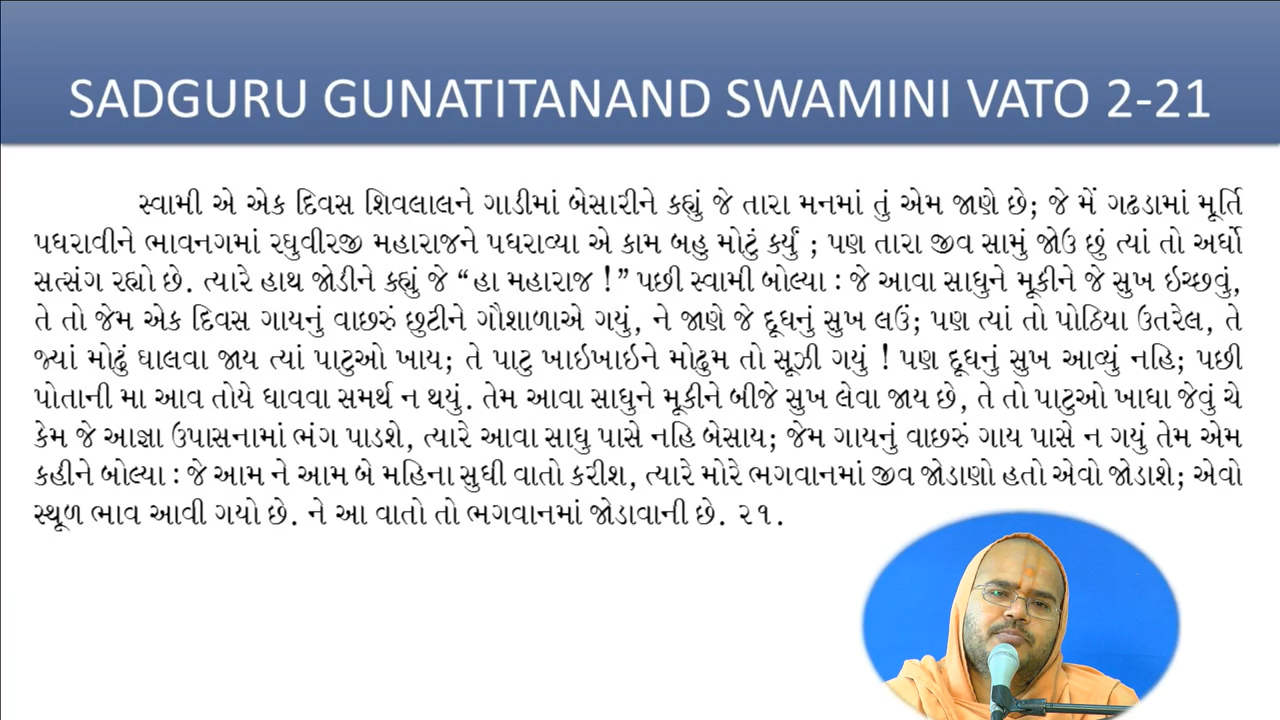 SADGURU GUNATITANAND SWAMINI VATO 2-21
સ્વામી એ એક દિવસ શિવલાલને ગાડીમાં બેસારીને કહ્યું જે તારા મનમાં તું એમ જાણે છે; જે મેં ગઢડામાં મૂર્તિ
પધરાવીને ભાવનગમાં રઘુવીરજી મહારાજને પધરાવ્યા એ કામ બહુ મોટું કર્યું ; પણ તારા જીવ સામું જોઉ છું ત્યાં તો અર્ધો
સત્સંગ રહ્યો છે. ત્યારે હાથ જોડીને કહ્યું જે “હા મહારાજ !” પછી સ્વામી બોલ્યા : જે આવા સાધુને મૂકીને જે સુખ ઇચ્છવું,
તે તો જેમ એક દિવસ ગાયનું વાછરું છુટીને ગૌશાળાએ ગયું, ને જાણે જે દૂધનું સુખ લઉં; પણ ત્યાં તો પોઠિયા ઉતરેલ, તે
જ્યાં મોઢું ઘાલવા જાય ત્યાં પાટુઓ ખાય; તે પાટુ ખાઇખાઇને મોઢુમ તો સૂઝી ગયું ! પણ દૂધનું સુખ આવ્યું નહિ; પછી
પોતાની મા આવ તોયે ધાવવા સમર્થ ન થયું. તેમ આવા સાધુને મૂકીને બીજે સુખ લેવા જાય છે, તે તો પાટુઓ ખાધા જેવું ચે
કેમ જે આજ્ઞા ઉપાસનામાં ભંગ પાડશે, ત્યારે આવા સાધુ પાસે નહિ બેસાય; જેમ ગાયનું વાછરું ગાય પાસે ન ગયું તેમ એમ
કહીને બોલ્યા : જે આમ ને આમ બે મહિના સુધી વાતો કરીશ, ત્યારે મોરે ભગવાનમાં જીવ જોડાણો હતો એવો જોડાશે; એવો
સ્થૂળ ભાવ આવી ગયો છે. ને આ વાતો તો ભગવાનમાં જોડાવાની છે. ૨૧.